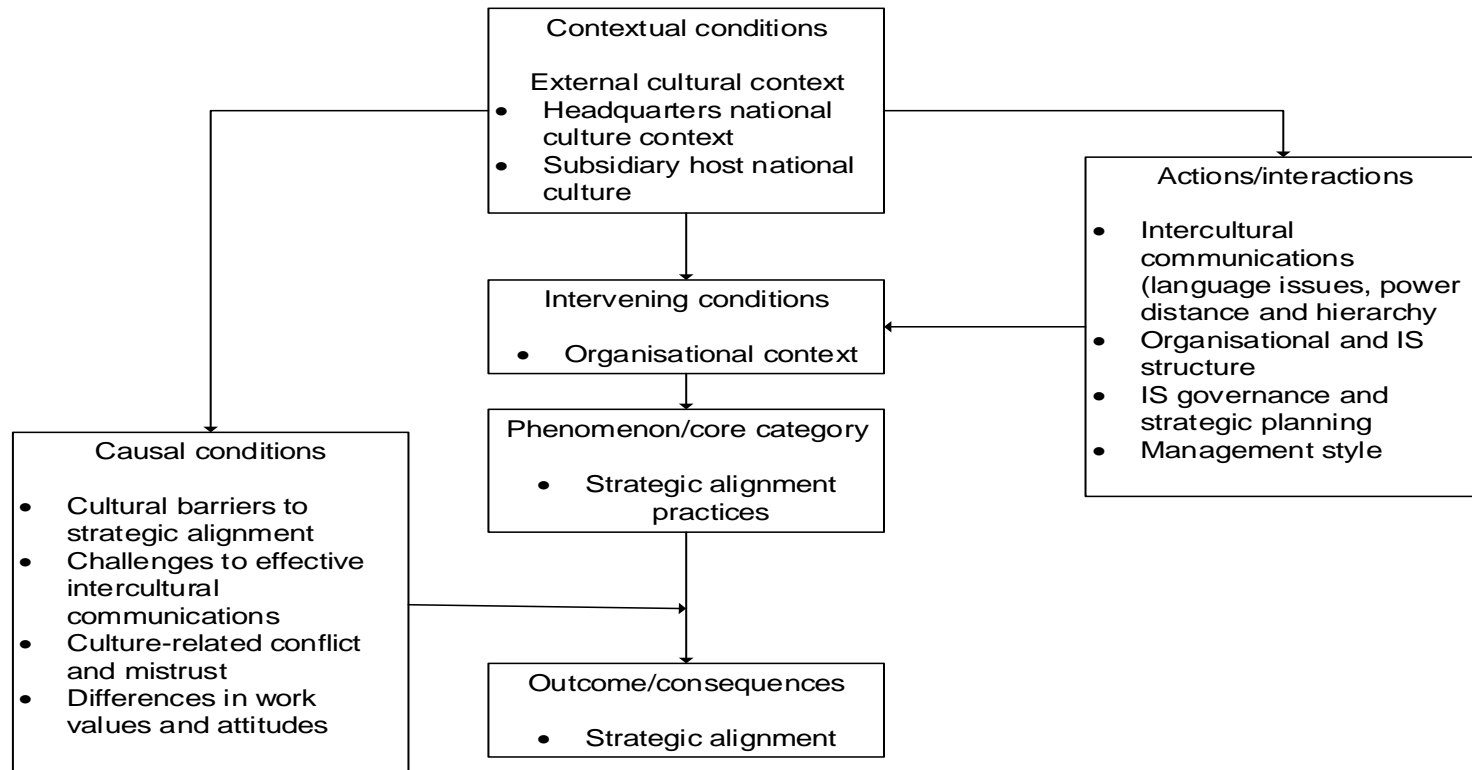 Contextual conditions
External cultural context
• Headquarters national
culture context
• Subsidiary host national
culture
Actions/interactions
• Intercultural
communications
(language issues, power
distance and hierarchy
• Organisational and IS
structure
• IS governance and
strategic planning
• Management style
Intervening conditions
• Organisational context
Phenomenon/core category
• Strategic alignment
practices
Causal conditions
• Cultural barriers to
strategic alignment
• Challenges to effective
intercultural
communications
• Culture-related conflict
and mistrust
• Differences in work
values and attitudes
Outcome/consequences
• Strategic alignment